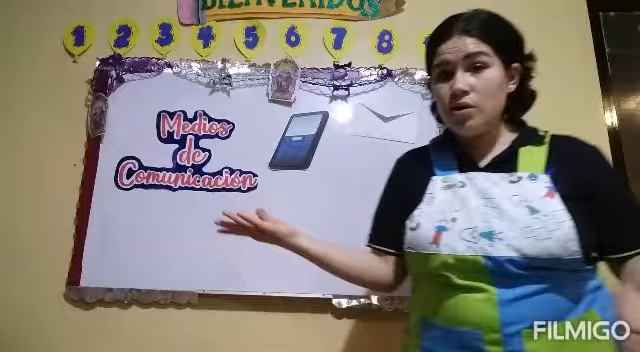 BIENVENIDOS
1 2 3 4 5 6 7 8
Medios
de
Comunicación
FILMIGO